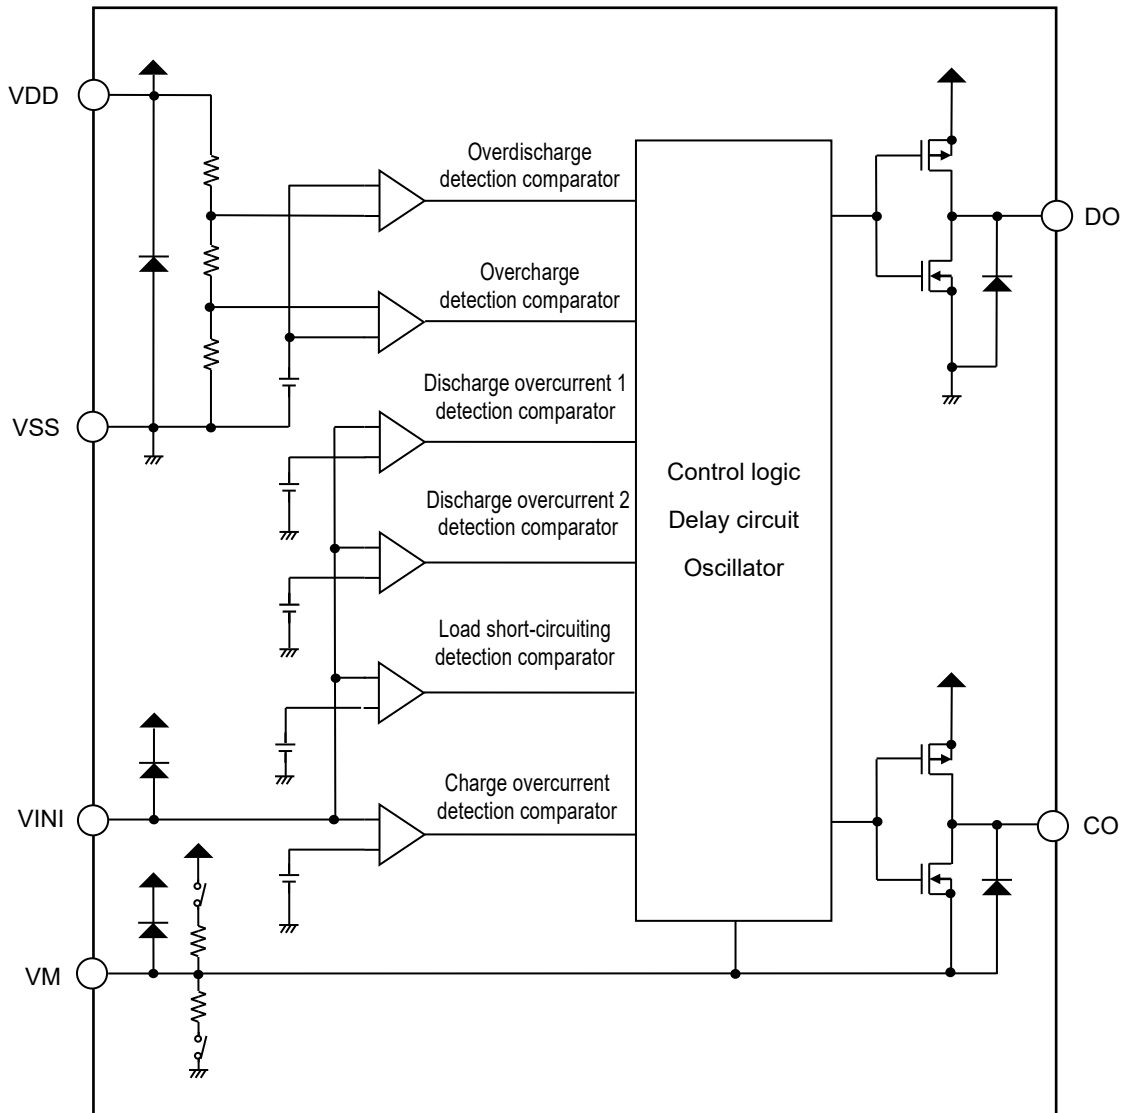 VDD
Overdischarge
detection comparator
DO
Overcharge
detection comparator
Discharge overcurrent 1
detection comparator
VSS
Control logic
Delay circuit
Oscillator
Discharge overcurrent 2
detection comparator
Load short-circuiting
detection comparator
Charge overcurrent
detection comparator
VINI
CO
VM